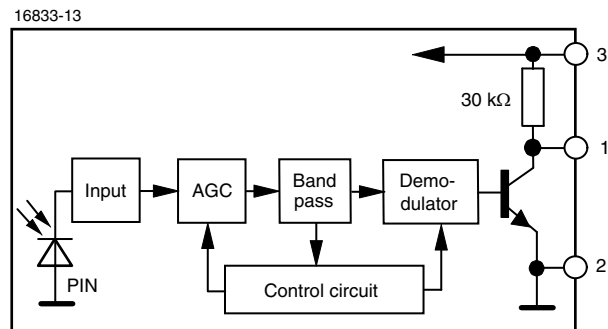 16833-13
3
30 kΩ
1
Input
AGC
Band
pass
Demo-
dulator
2
PIN
Control circuit